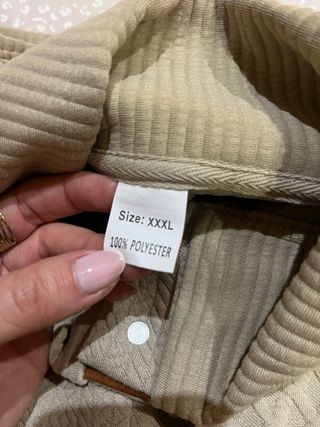 Size: XXXL
100% POLYESTER